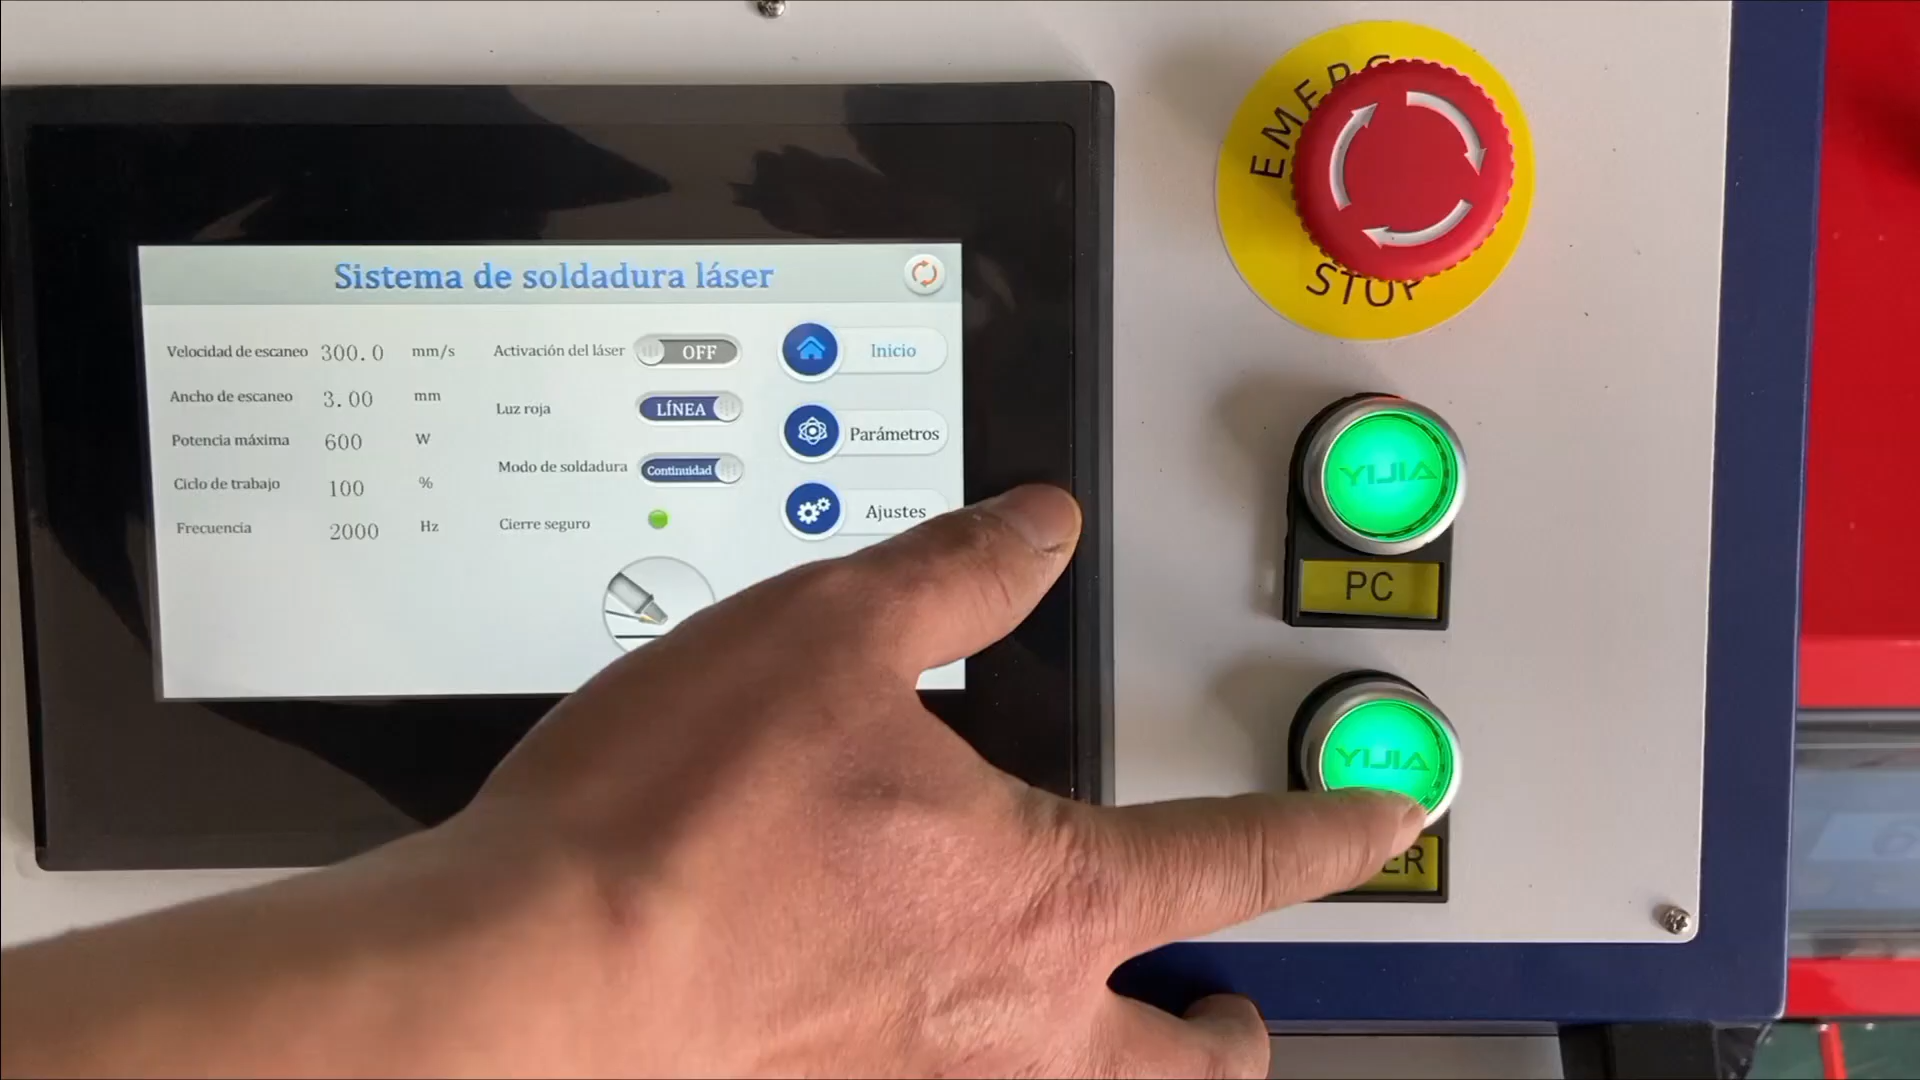 Sistema de soldadura láser
Velocidad de escaneo 300.0 mm/s
Ancho de escaneo 3.00 mm
Potencia máxima 600 W
Ciclo de trabajo 100 %
Frecuencia 2000 Hz
Activación del láser OFF
Luz roja LÍNEA
Modo de soldadura Continuidad
Cierre seguro
Inicio
Parámetros
Ajustes
STOP
YIJIA
PC
YIJIA